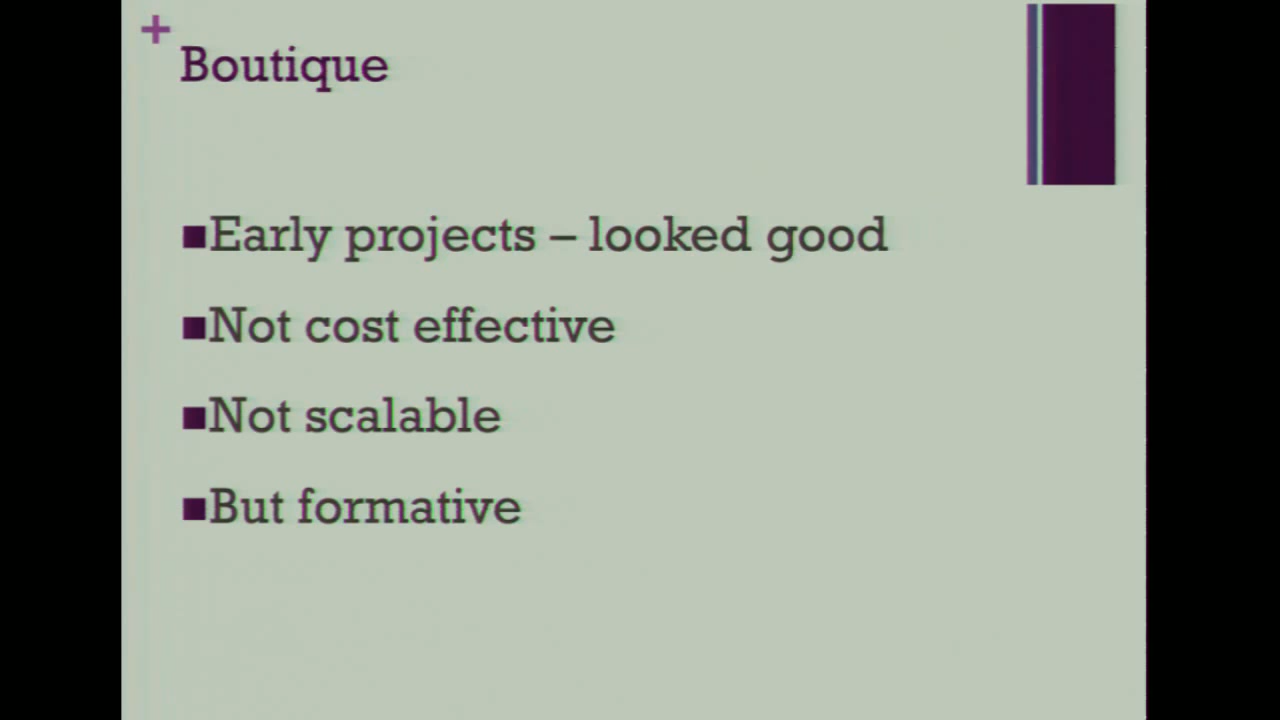 +
Boutique
■Early projects – looked good
■Not cost effective
■Not scalable
■But formative